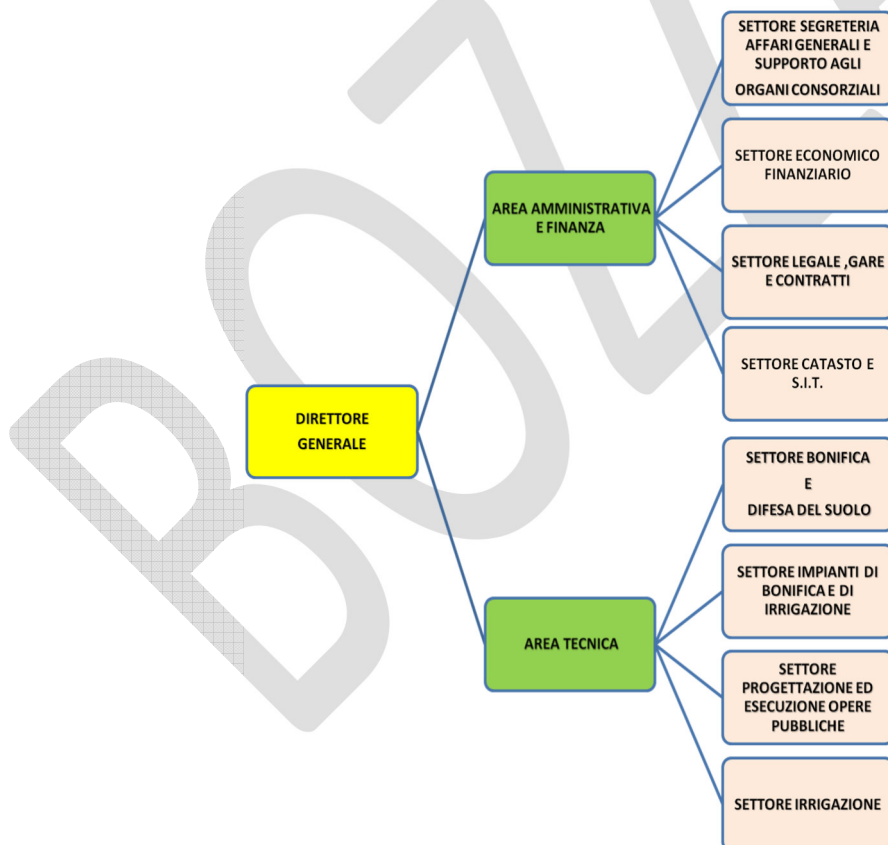 DIRETTORE
GENERALE
AREA AMMINISTRATIVA
E FINANZA
SETTORE SEGRETERIA
AFFARI GENERALI E
SUPPORTO AGLI
ORGANI CONSORZIALI
SETTORE ECONOMICO
FINANZIARIO
SETTORE LEGALE ,GARE
E CONTRATTI
SETTORE CATASTO E
S.I.T.
AREA TECNICA
SETTORE BONIFICA
E
DIFESA DEL SUOLO
SETTORE IMPIANTI DI
BONIFICA E DI
IRRIGAZIONE
SETTORE
PROGETTAZIONE ED
ESECUZIONE OPERE
PUBBLICHE
SETTORE IRRIGAZIONE